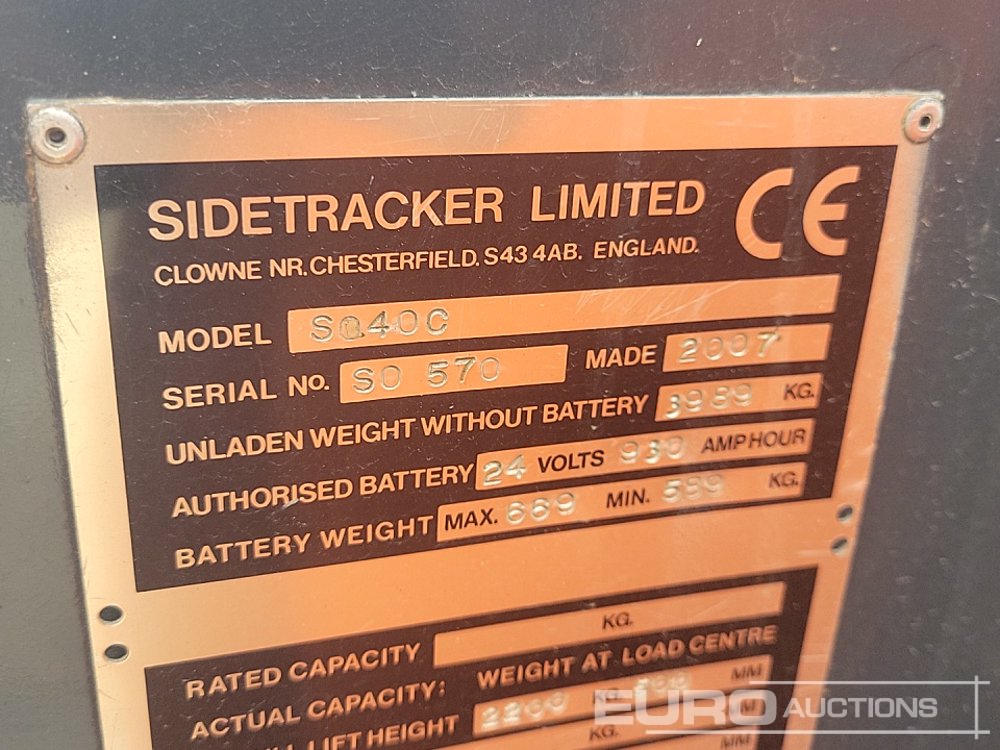 SIDETRACKER LIMITED CE
CLOWNE NR. CHESTERFIELD. S43 4AB. ENGLAND.
MODEL SQ40C
SERIAL No. SO 570 MADE 2007
UNLADEN WEIGHT WITHOUT BATTERY 3989 KG.
AUTHORISED BATTERY 24 VOLTS 930 AMP HOUR
BATTERY WEIGHT MAX. 669 MIN. 589 KG.
RATED CAPACITY KG.
ACTUAL CAPACITY: WEIGHT AT LOAD CENTRE
LIFT HEIGHT 2200 MM
KG.
EURO AUCTIONS